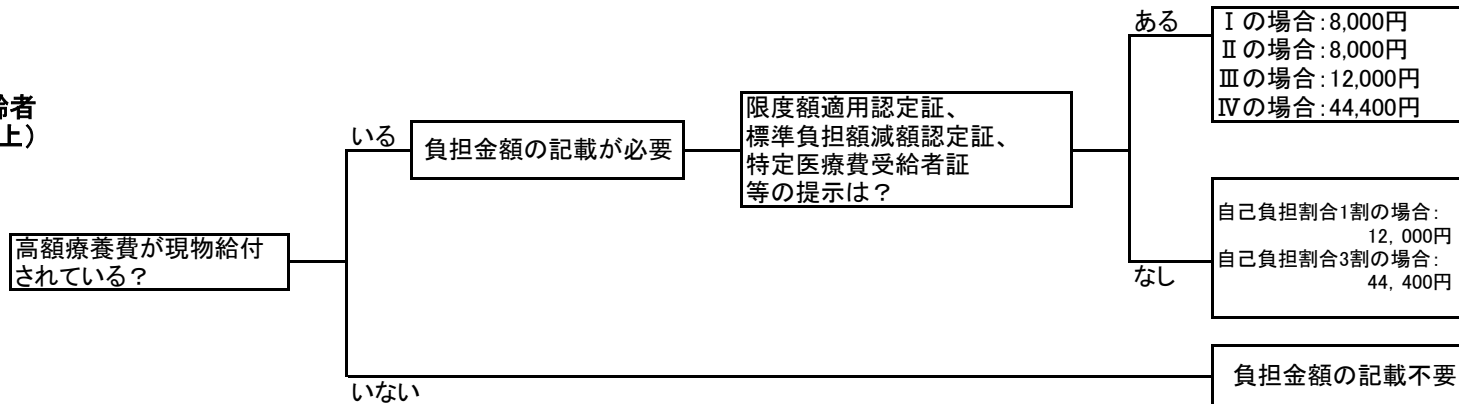 齢者
上）
高額療養費が現物給付
されている？
いる
負担金額の記載が必要
限度額適用認定証、
標準負担額減額認定証、
特定医療費受給者証
等の提示は？
ある
Ⅰの場合：8,000円
Ⅱの場合：8,000円
Ⅲの場合：12,000円
Ⅳの場合：44,400円
なし
自己負担割合1割の場合：
12，000円
自己負担割合3割の場合：
44，400円
いない
負担金額の記載不要